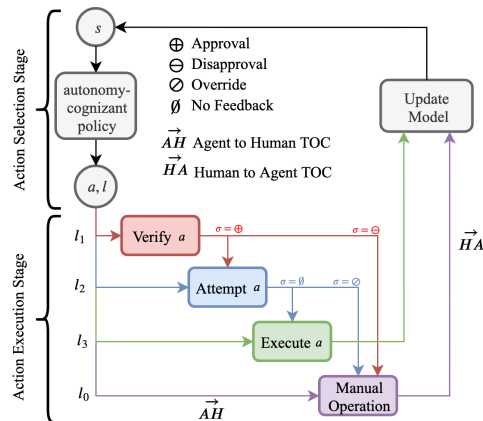 Action Selection Stage
s
autonomy-
cognizant
policy
a, l
⊕ Approval
⊖ Disapproval
⊘ Override
∅ No Feedback
AH Agent to Human TOC
HA Human to Agent TOC
Update
Model
Action Execution Stage
l₁
Verify a
σ=⊕
σ=⊖
l₂
Attempt a
σ=∅
σ=⊘
l₃
Execute a
l₀
AH
Manual
Operation
HA